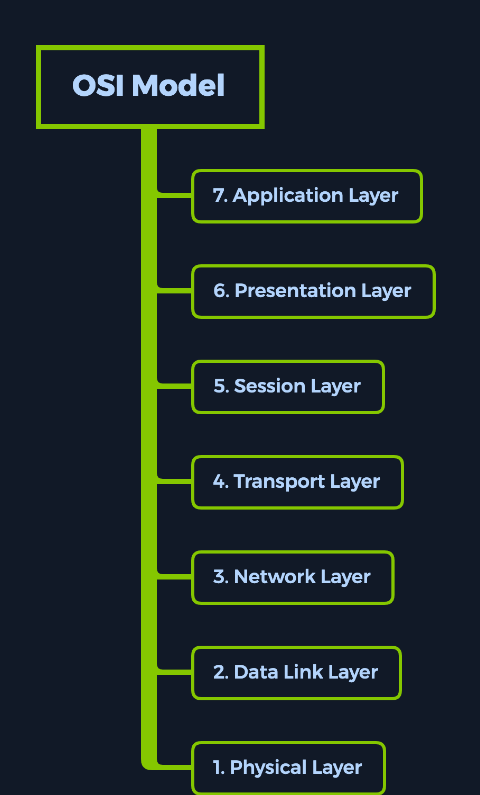 OSI Model
7. Application Layer
6. Presentation Layer
5. Session Layer
4. Transport Layer
3. Network Layer
2. Data Link Layer
1. Physical Layer